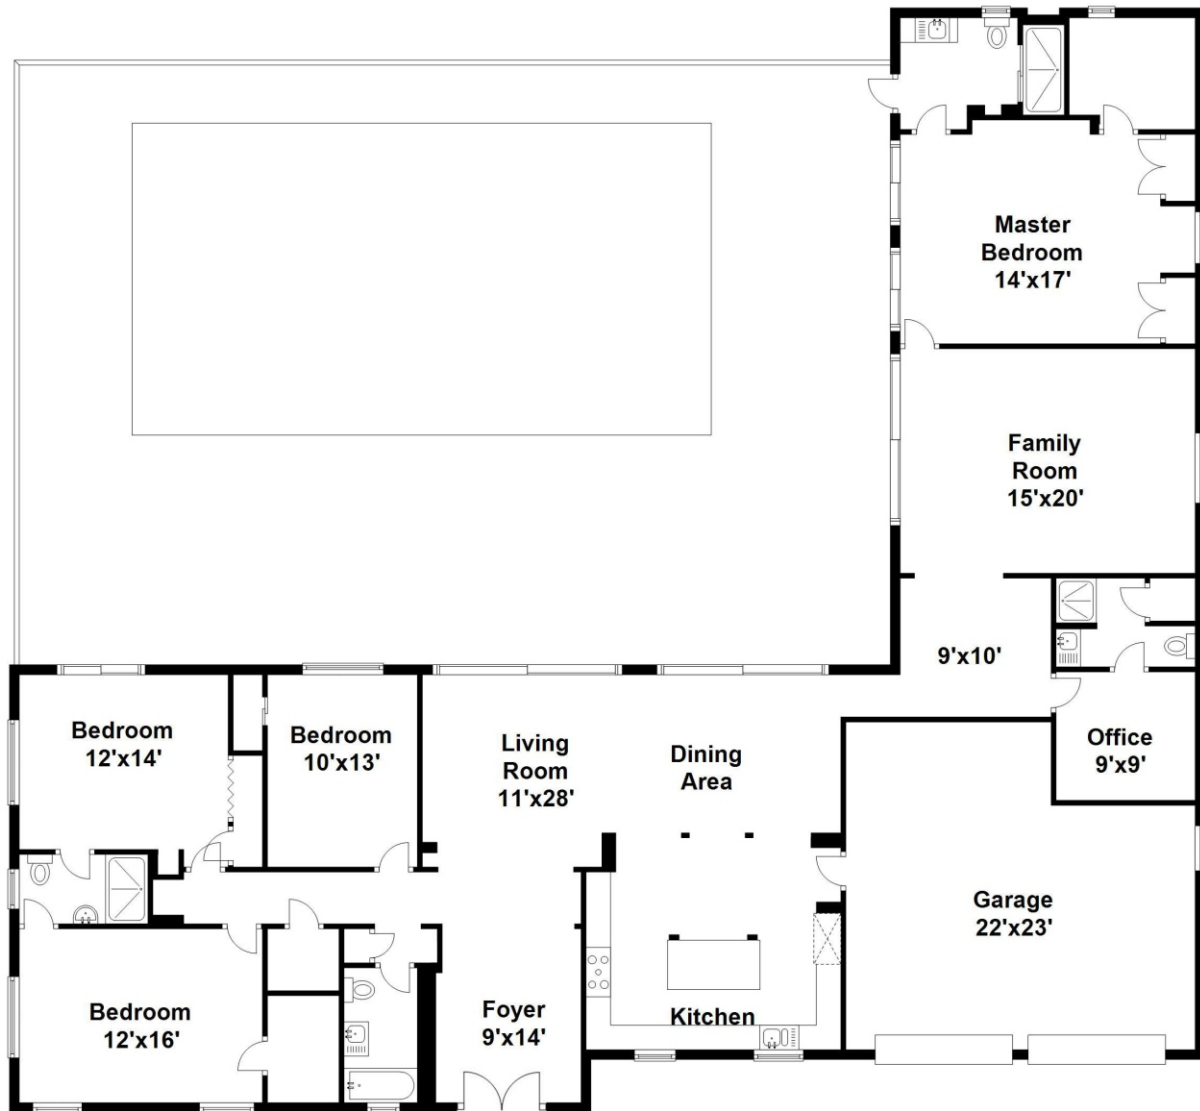 Master
Bedroom
14'x17'
Family
Room
15'x20'
9'x10'
Bedroom
12'x14'
Bedroom
10'x13'
Living
Room
11'x28'
Dining
Area
Office
9'x9'
Garage
22'x23'
Bedroom
12'x16'
Foyer
9'x14'
Kitchen